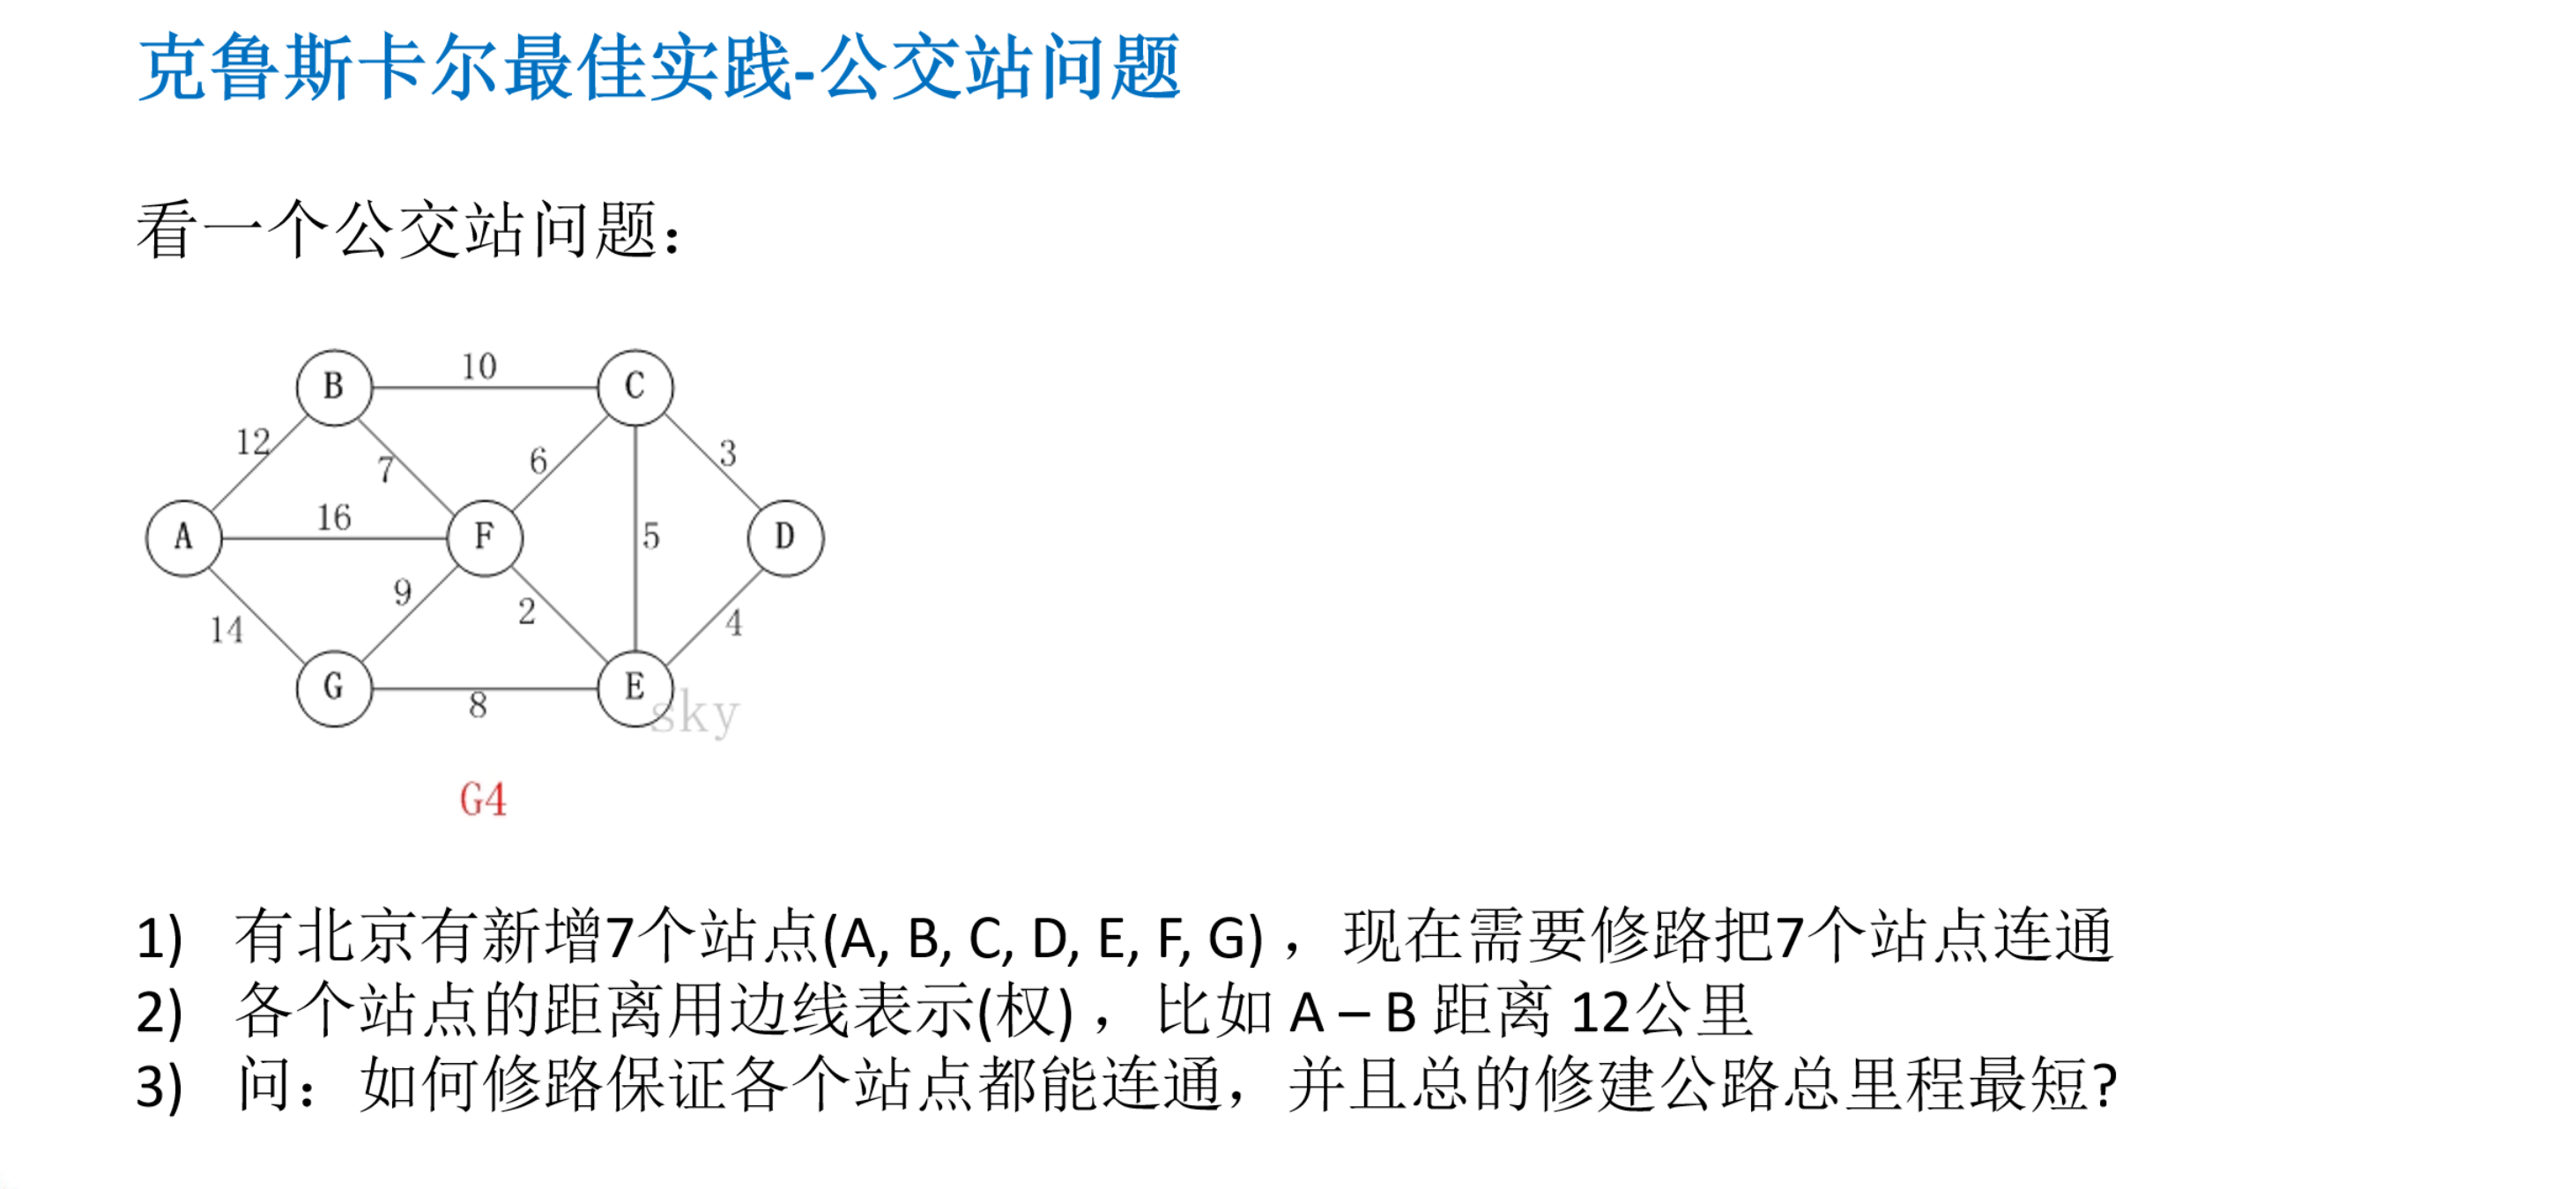 克鲁斯卡尔最佳实践-公交站问题
看一个公交站问题：
B 10 C
12 7 6 3
A 16 F 5 D
14 9 2 4
G 8 E
sky
G4
1) 有北京有新增7个站点(A, B, C, D, E, F, G) ，现在需要修路把7个站点连通
2) 各个站点的距离用边线表示(权) ，比如 A – B 距离 12公里
3) 问：如何修路保证各个站点都能连通，并且总的修建公路总里程最短?